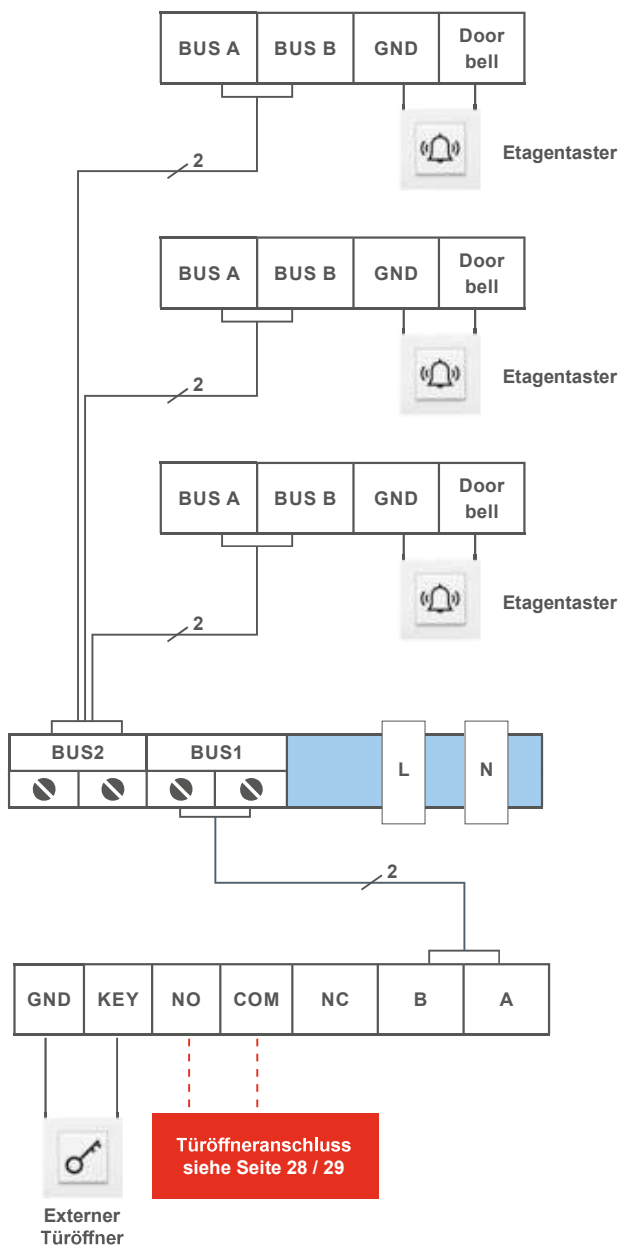 BUS A BUS B GND Door bell
Etagentaster
2
BUS A BUS B GND Door bell
Etagentaster
2
BUS A BUS B GND Door bell
Etagentaster
2
BUS2 BUS1 L N
2
GND KEY NO COM NC B A
Türöffneranschluss
siehe Seite 28 / 29
Externer
Türöffner